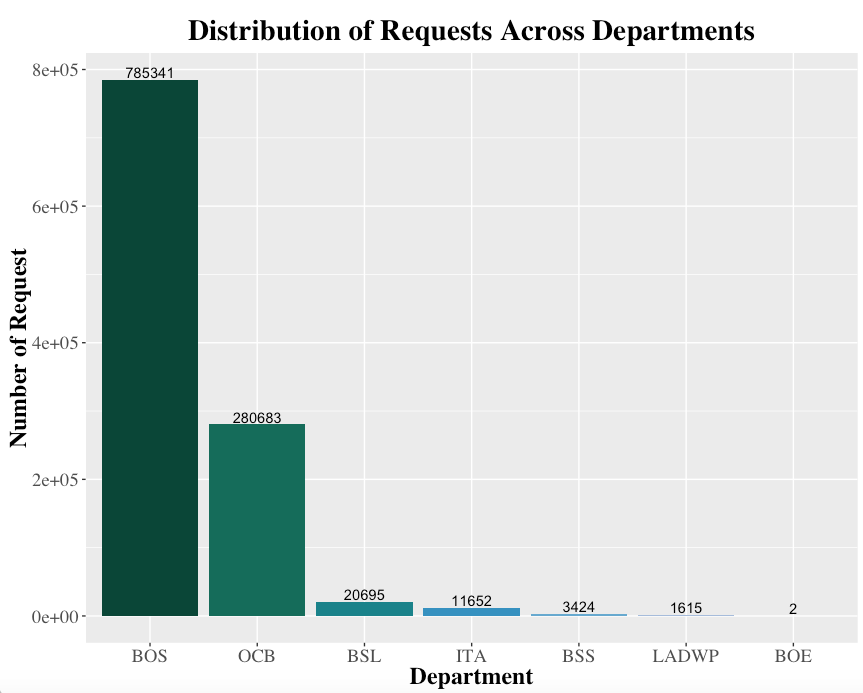 Distribution of Requests Across Departments
Number of Request
8e+05
6e+05
4e+05
2e+05
0e+00
785341
280683
20695
11652
3424
1615
2
BOS
OCB
BSL
ITA
BSS
LADWP
BOE
Department